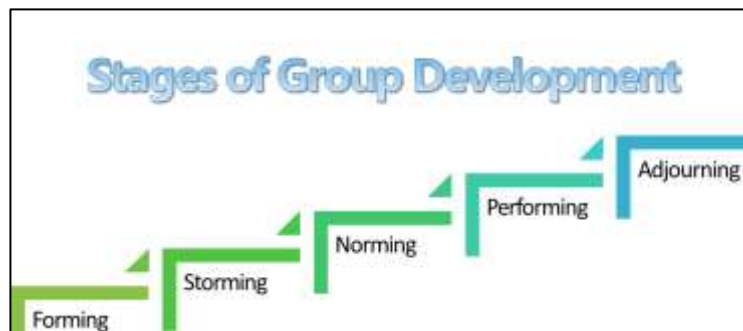 Stages of Group Development
Forming
Storming
Norming
Performing
Adjourning